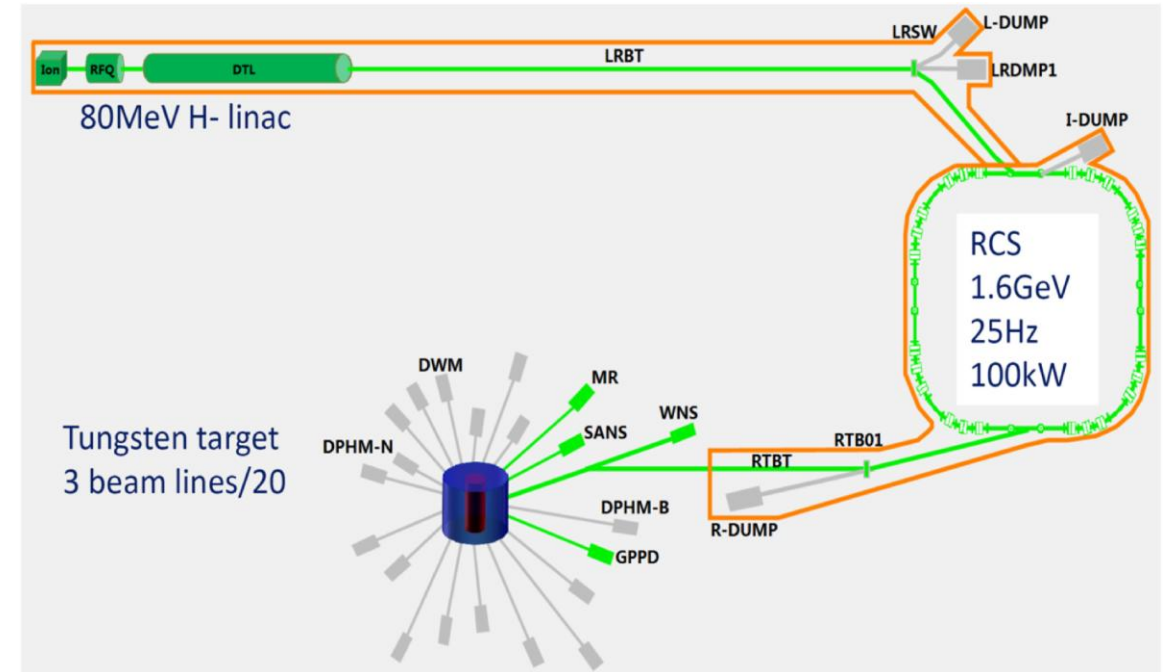 L-DUMP
LRSW
LRBT
Ion
RFQ
DTL
LRDMP1
80MeV H- linac
I-DUMP
RCS
1.6GeV
25Hz
100kW
DWM
MR
WNS
SANS
Tungsten target
3 beam lines/20
DPHM-N
RTB01
RTBT
DPHM-B
R-DUMP
GPPD